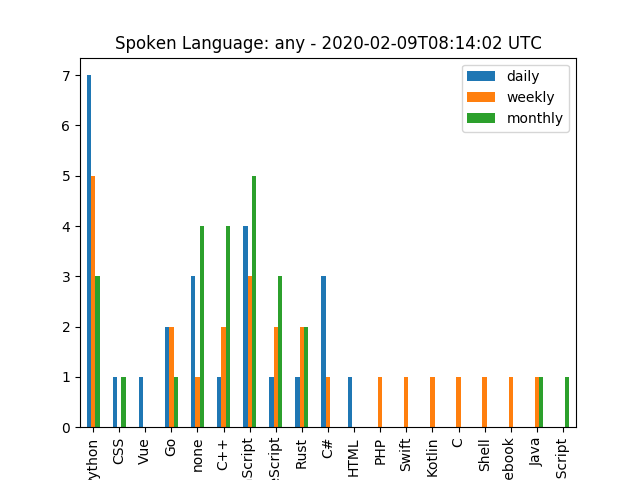 Spoken Language: any - 2020-02-09T08:14:02 UTC
daily
weekly
monthly
7
6
5
4
3
2
1
0
ython
CSS
Vue
Go
none
C++
Script
eScript
Rust
C#
HTML
PHP
Swift
Kotlin
C
Shell
ebook
Java
Script